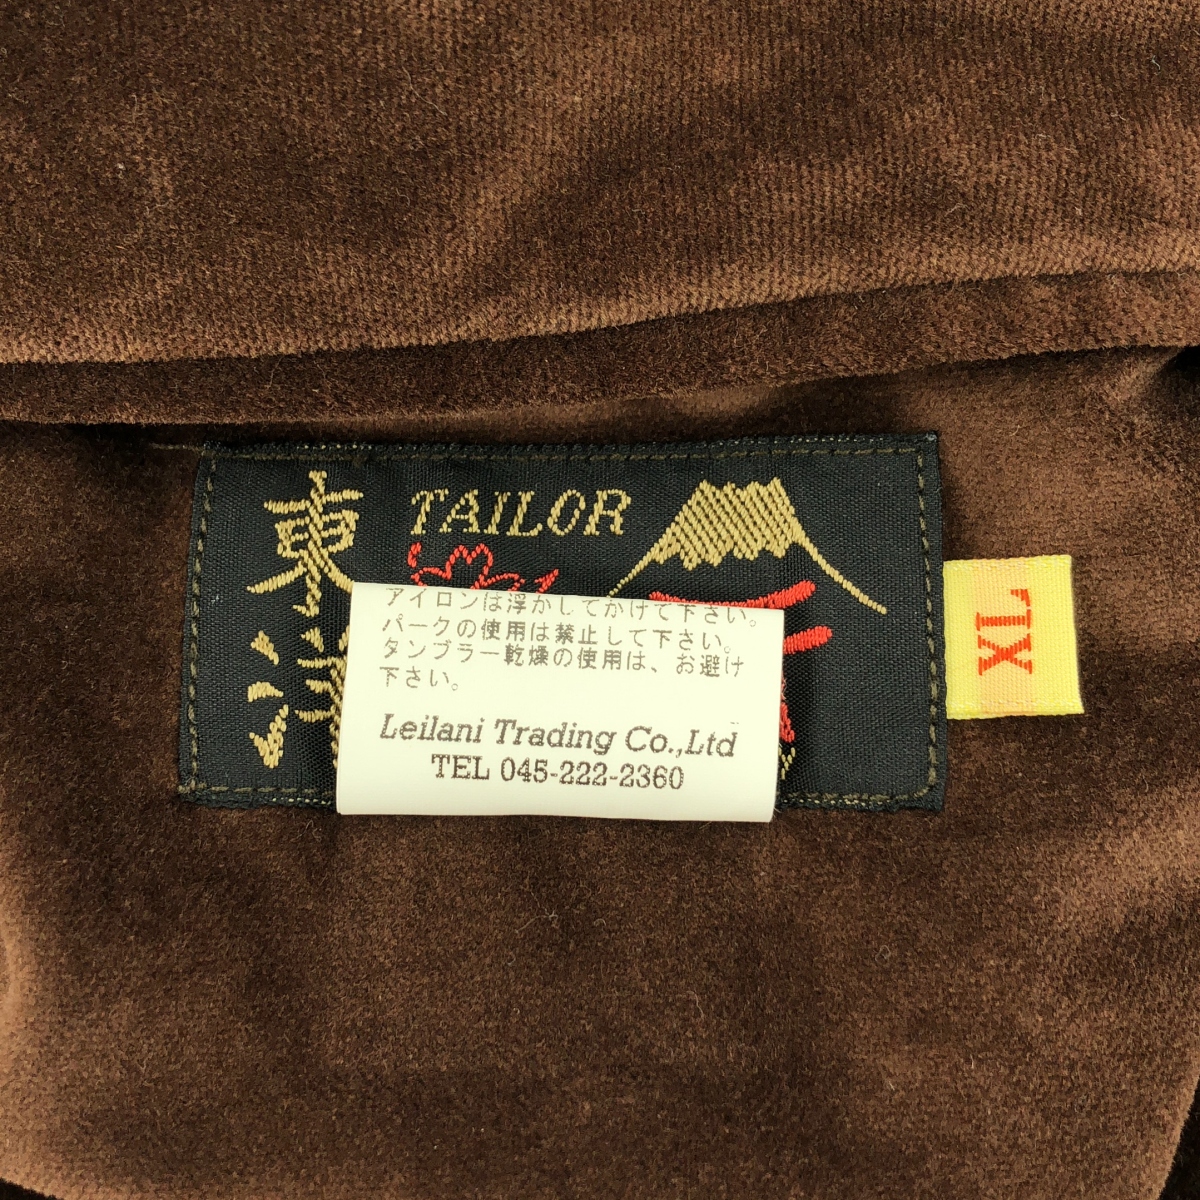 東
TAILOR
アイロンは浮かしてかけて下さい。
パークの使用は禁止して下さい。
タンブラー乾燥の使用は、お避け
下さい。
Leilani Trading Co.,Ltd
TEL 045-222-2360
XL